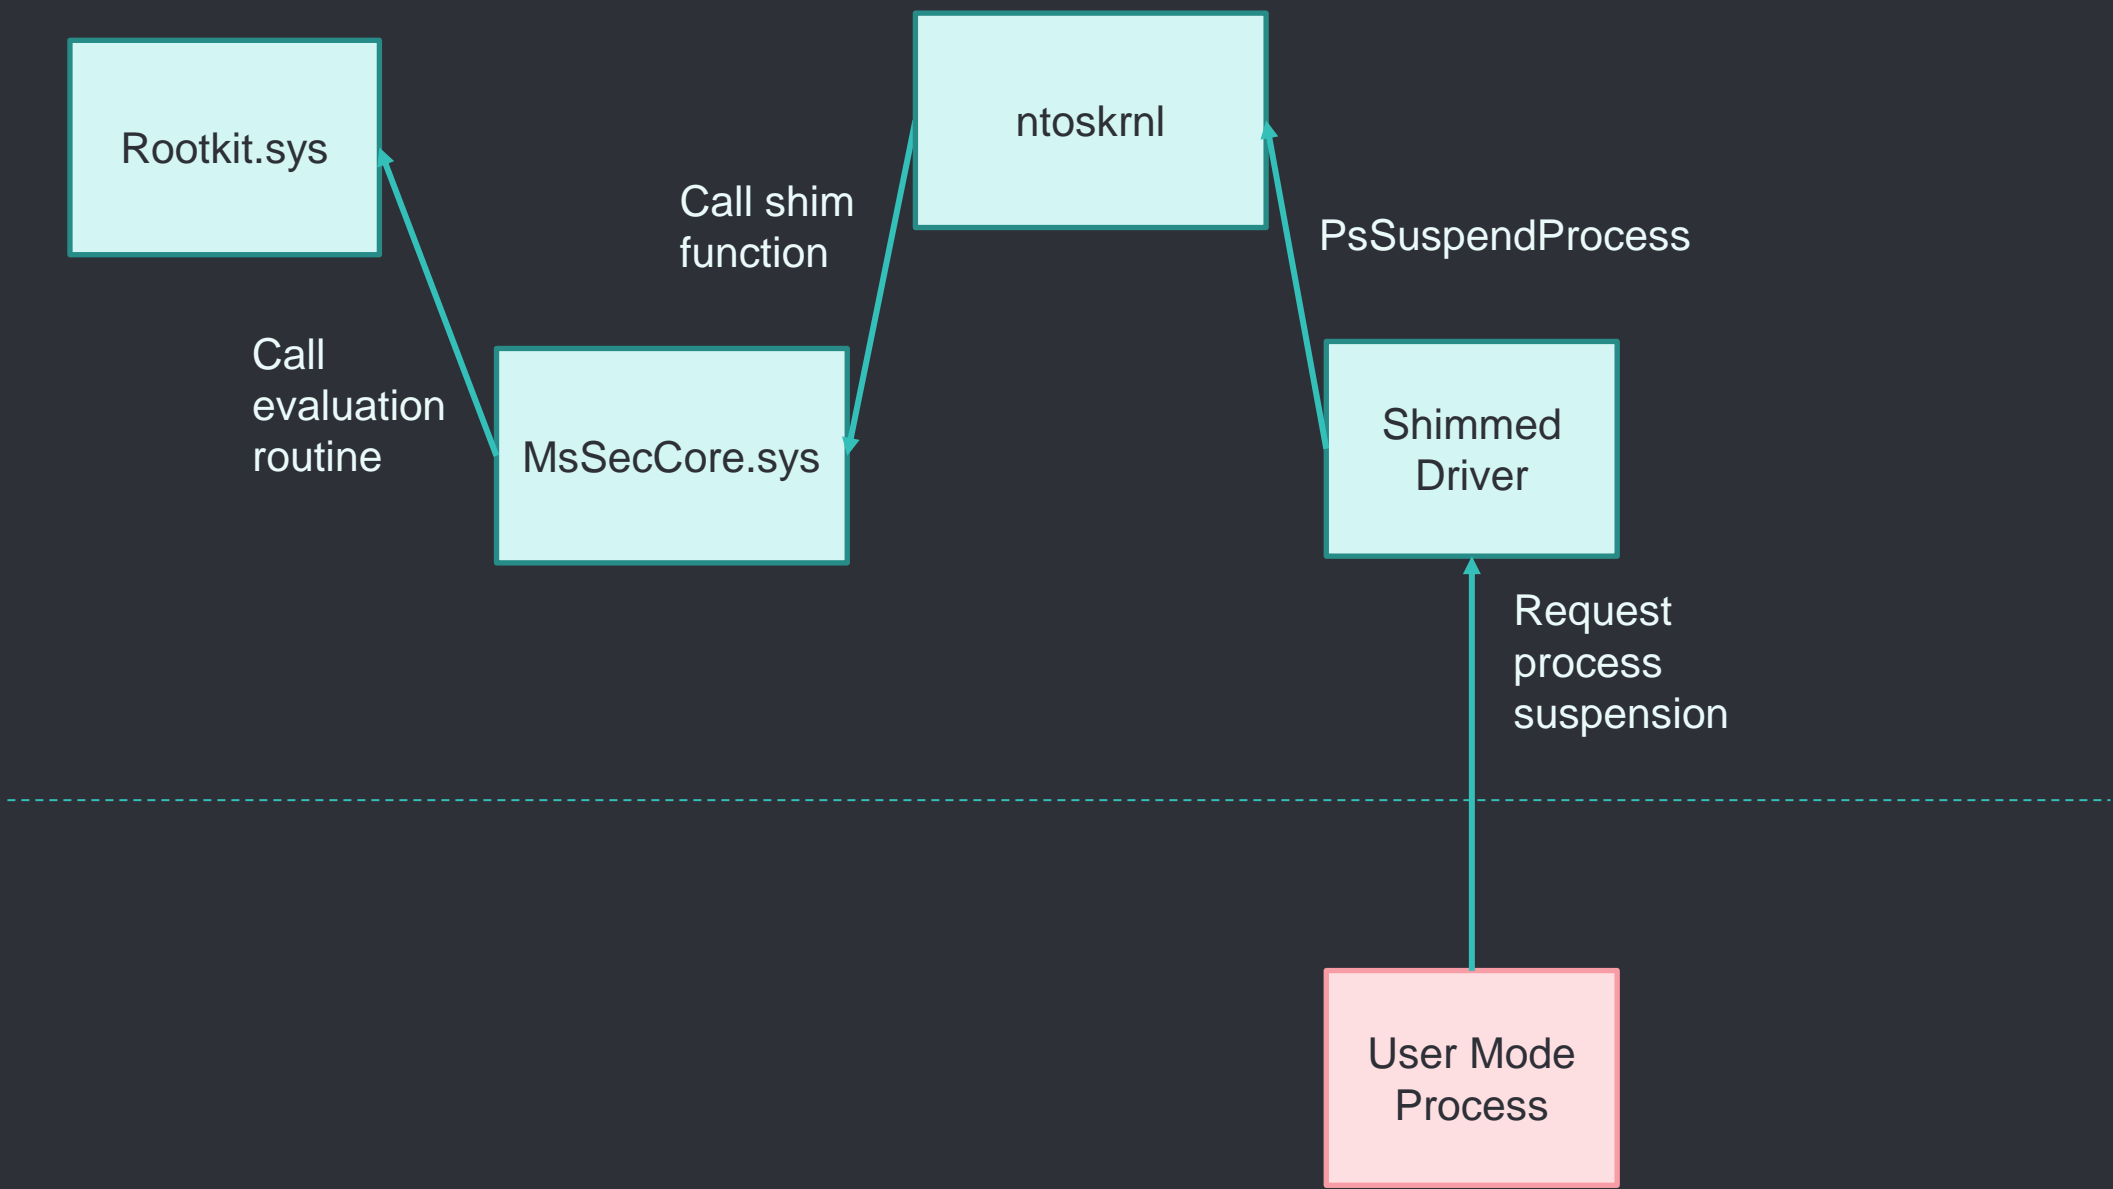 ntoskrnl
Rootkit.sys
Call shim
function
PsSuspendProcess
Call
evaluation
routine
MsSecCore.sys
Shimmed
Driver
Request
process
suspension
User Mode
Process